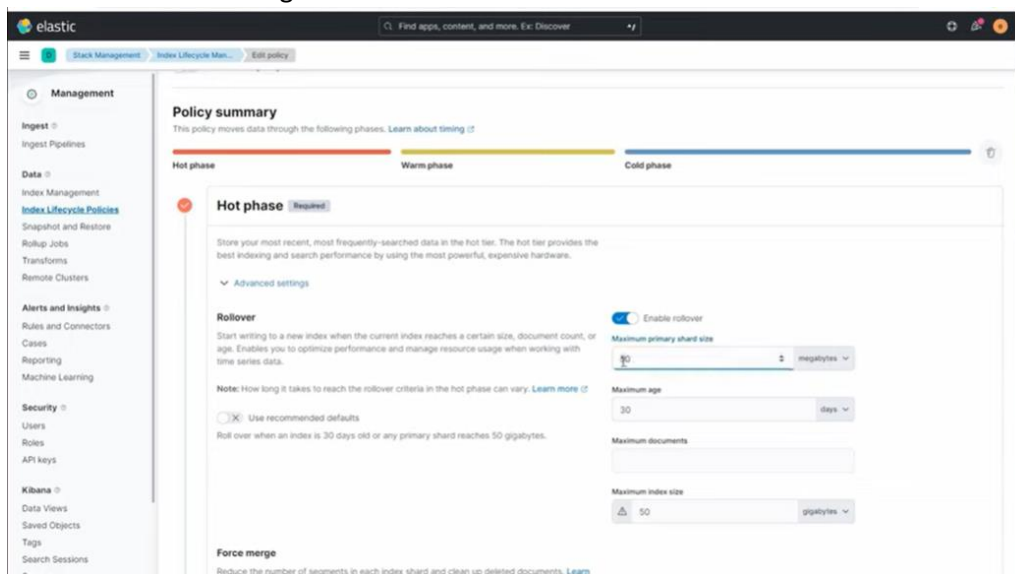 elastic
Find apps, content, and more. Ex: Discover
Stack Management
Index Lifecycle Man...
Edit policy
Management
Ingest
Ingest Pipelines
Data
Index Management
Index Lifecycle Policies
Snapshot and Restore
Rollup Jobs
Transforms
Remote Clusters
Alerts and Insights
Rules and Connectors
Cases
Reporting
Machine Learning
Security
Users
Roles
API keys
Kibana
Data Views
Saved Objects
Tags
Search Sessions
Policy summary
This policy moves data through the following phases. Learn about timing
Hot phase
Warm phase
Cold phase
Hot phase Required
Store your most recent, most frequently-searched data in the hot tier. The hot tier provides the
best indexing and search performance by using the most powerful, expensive hardware.
Advanced settings
Rollover
Start writing to a new index when the current index reaches a certain size, document count, or
age. Enables you to optimize performance and manage resource usage when working with
time series data.
Note: How long it takes to reach the rollover criteria in the hot phase can vary. Learn more
Use recommended defaults
Roll over when an index is 30 days old or any primary shard reaches 50 gigabytes.
Enable rollover
Maximum primary shard size
megabytes
Maximum age
30 days
Maximum documents
Maximum index size
50 gigabytes
Force merge
Reduce the number of segments in each index shard and clean up deleted documents. Learn